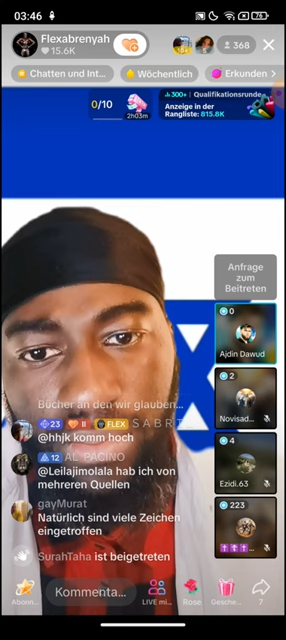 03:46
76
Flexabrenyah
15.6K
368
Chatten und Int...
Wöchentlich
Erkunden >
0/10
2h03m
300+ | Qualifikationsrunde
Anzeige in der
Rangliste: 815.8K
Anfrage
zum
Beitreten
0
Ajdin Dawud
2
Novisad...
4
Ezidi.63
223
Bücher an den wir glauben...
23 II FLEX S A B R I
@hhjk komm hoch
12 AL PACINO
@Leilajimolala hab ich von
mehreren Quellen
gayMurat
Natürlich sind viele Zeichen
eingetroffen
SurahTaha ist beigetreten
Abonn...
Kommenta...
LIVE mi...
Rose
Gesche...
7